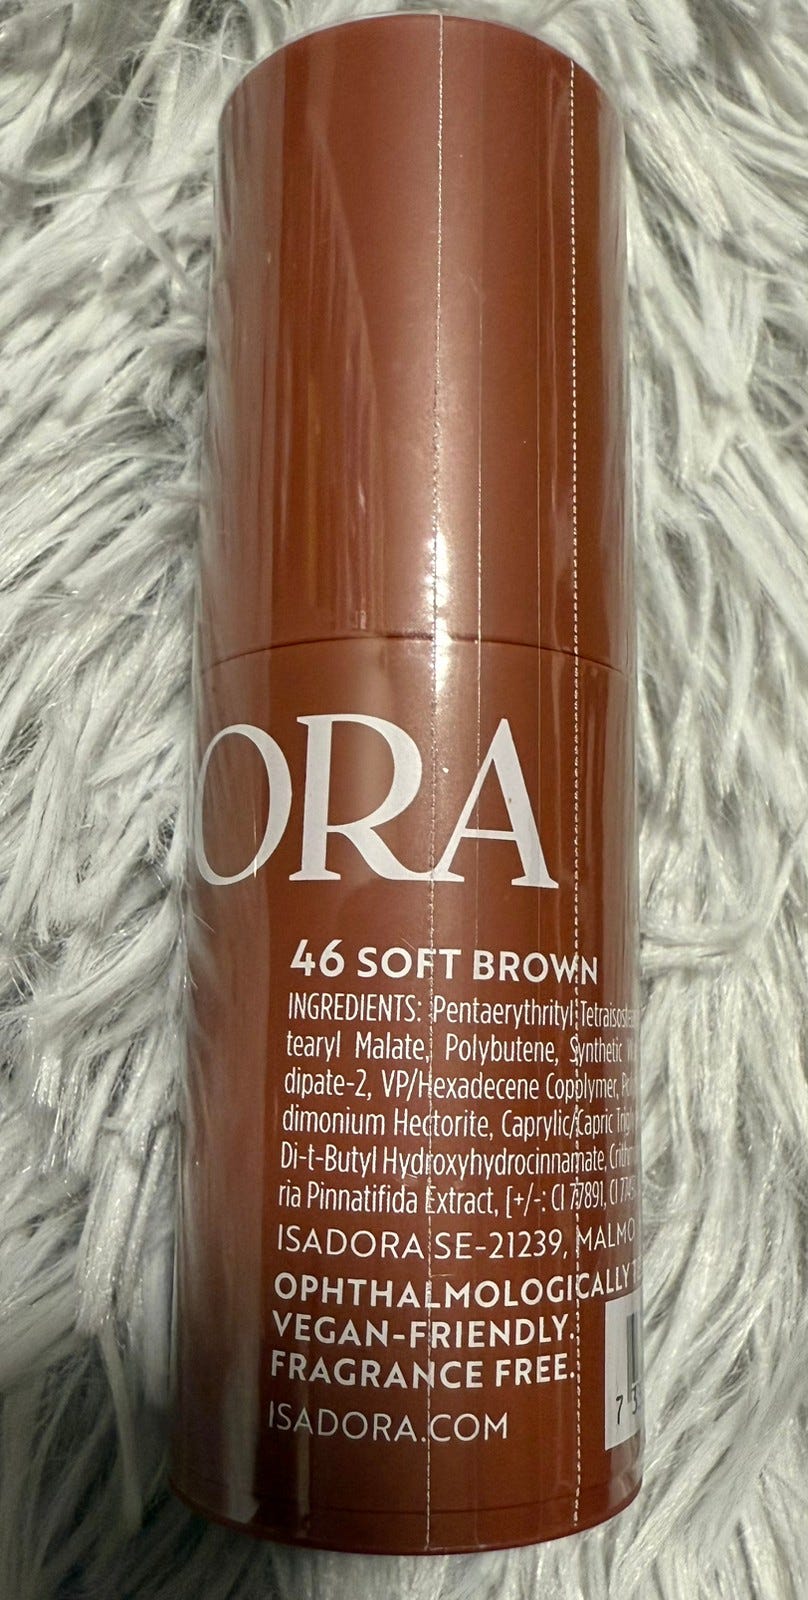 ORA
46 SOFT BROWN
INGREDIENTS: Pentaerythrityl
tearyl Malate, Polybutene, Synthetic
dipate-2, VP/Hexadecene Copolymer,
dimonium Hectorite, Caprylic/Capric
Di-t-Butyl Hydroxyhydrocinnamate,
ria Pinnatifida Extract, [+/-: CI 77891, CI
ISADORA SE-21239, MALMO
OPHTHALMOLOGICALLY
VEGAN-FRIENDLY.
FRAGRANCE FREE.
ISADORA.COM
7